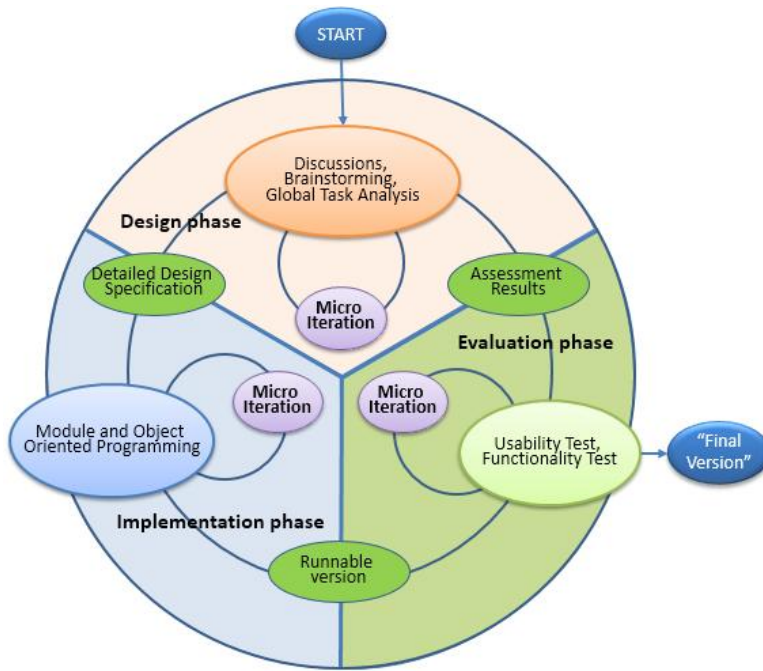 START
Discussions,
Brainstorming,
Global Task Analysis
Design phase
Detailed Design
Specification
Assessment
Results
Micro
Iteration
Evaluation phase
Micro
Iteration
Micro
Iteration
Module and Object
Oriented Programming
Usability Test,
Functionality Test
“Final
Version”
Implementation phase
Runnable
version